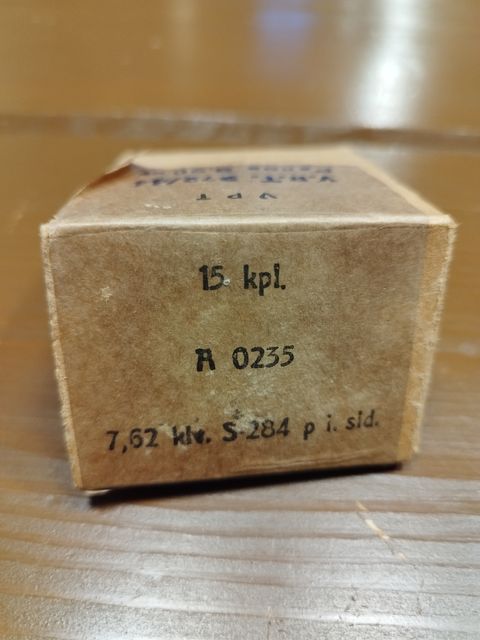 V P T
15 kpl.
A 0235
7,62 kiv. S-284 p i. sid.